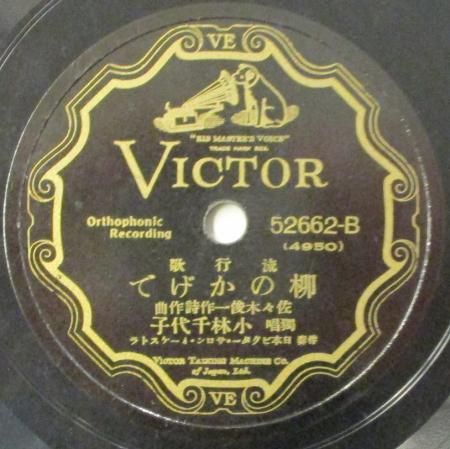 VE
"HIS MASTER'S VOICE"
TRADE MARK REG.
VICTOR
Orthophonic
Recording
52662-B
(4950)
流行歌
柳のかげて
佐々木俊一作詩作曲
獨唱 小林千代子
伴奏 日本ビクター・サロン・オーケストラ
VICTOR TALKING MACHINE CO.
of Japan, Ltd.
VE